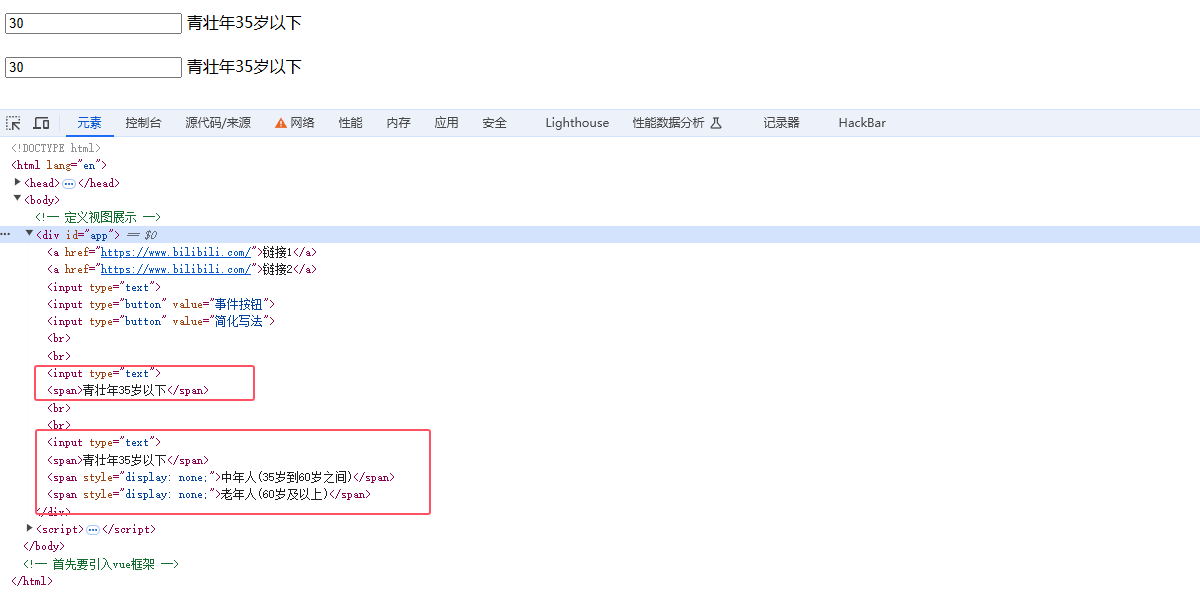 30 青壮年35岁以下
30 青壮年35岁以下
元素 控制台 源代码/来源 网络 性能 内存 应用 安全 Lighthouse 性能数据分析 记录器 HackBar
<!DOCTYPE html>
<html lang="en">
<head> ··· </head>
<body>
<!-- 定义视图展示 -->
··· <div id="app"> == $0
<a href="https://www.bilibili.com/">链接1</a>
<a href="https://www.bilibili.com/">链接2</a>
<input type="text">
<input type="button" value="事件按钮">
<input type="button" value="简化写法">
<br>
<br>
<input type="text">
<span>青壮年35岁以下</span>
<br>
<br>
<input type="text">
<span>青壮年35岁以下</span>
<span style="display: none;">中年人(35岁到60岁之间)</span>
<span style="display: none;">老年人(60岁及以上)</span>
</div>
<script> ··· </script>
</body>
<!-- 首先要引入vue框架 -->
</html>